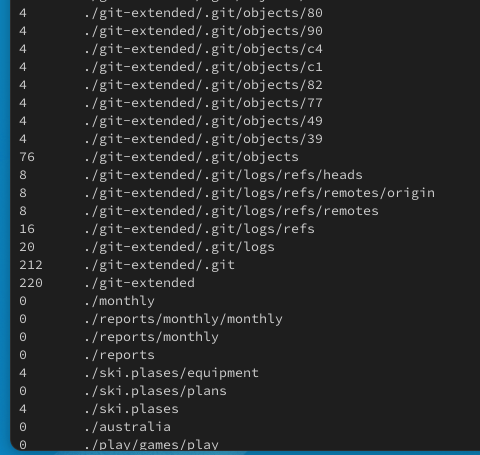 4 ./git-extended/.git/objects/80
4 ./git-extended/.git/objects/90
4 ./git-extended/.git/objects/c4
4 ./git-extended/.git/objects/c1
4 ./git-extended/.git/objects/82
4 ./git-extended/.git/objects/77
4 ./git-extended/.git/objects/49
4 ./git-extended/.git/objects/39
76 ./git-extended/.git/objects
8 ./git-extended/.git/logs/refs/heads
8 ./git-extended/.git/logs/refs/remotes/origin
8 ./git-extended/.git/logs/refs/remotes
16 ./git-extended/.git/logs/refs
20 ./git-extended/.git/logs
212 ./git-extended/.git
220 ./git-extended
0 ./monthly
0 ./reports/monthly/monthly
0 ./reports/monthly
0 ./reports
4 ./ski.plases/equipment
0 ./ski.plases/plans
4 ./ski.plases
0 ./australia
0 ./play/games/play